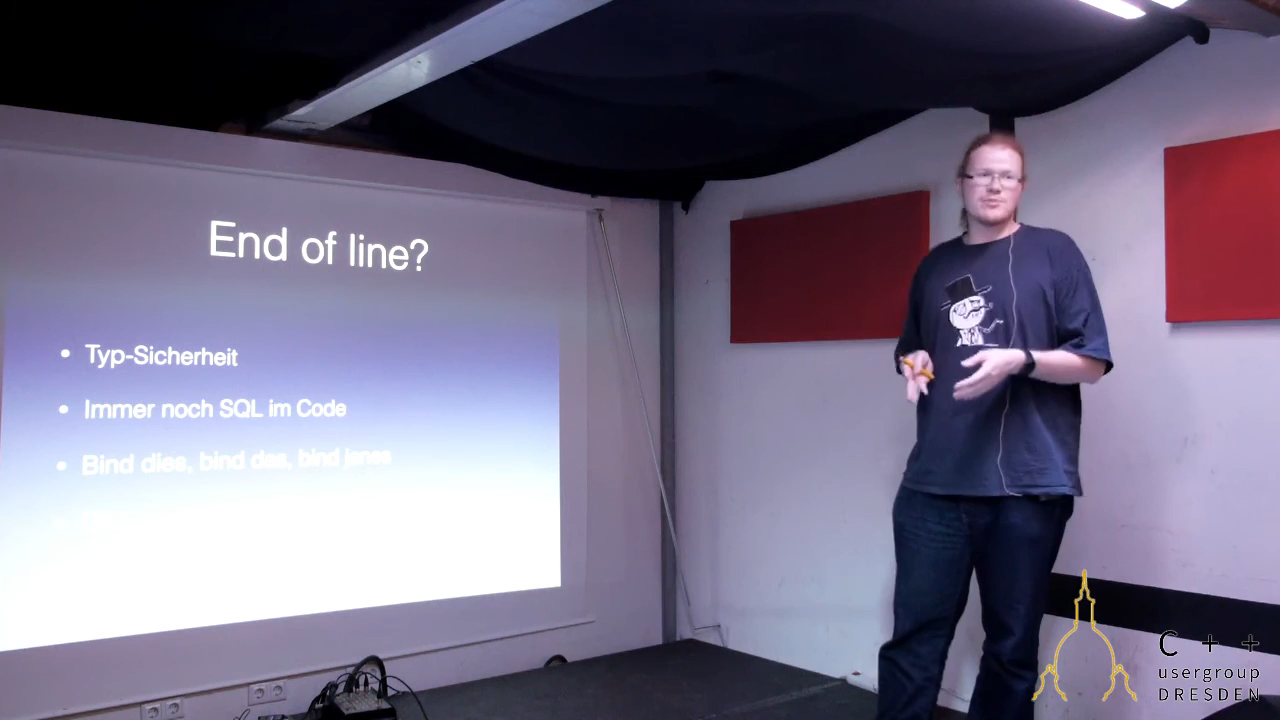 End of line?
• Typ-Sicherheit
• Immer noch SQL im Code
• Bind dies, bind das, bind jenes
C++
usergroup
DRESDEN